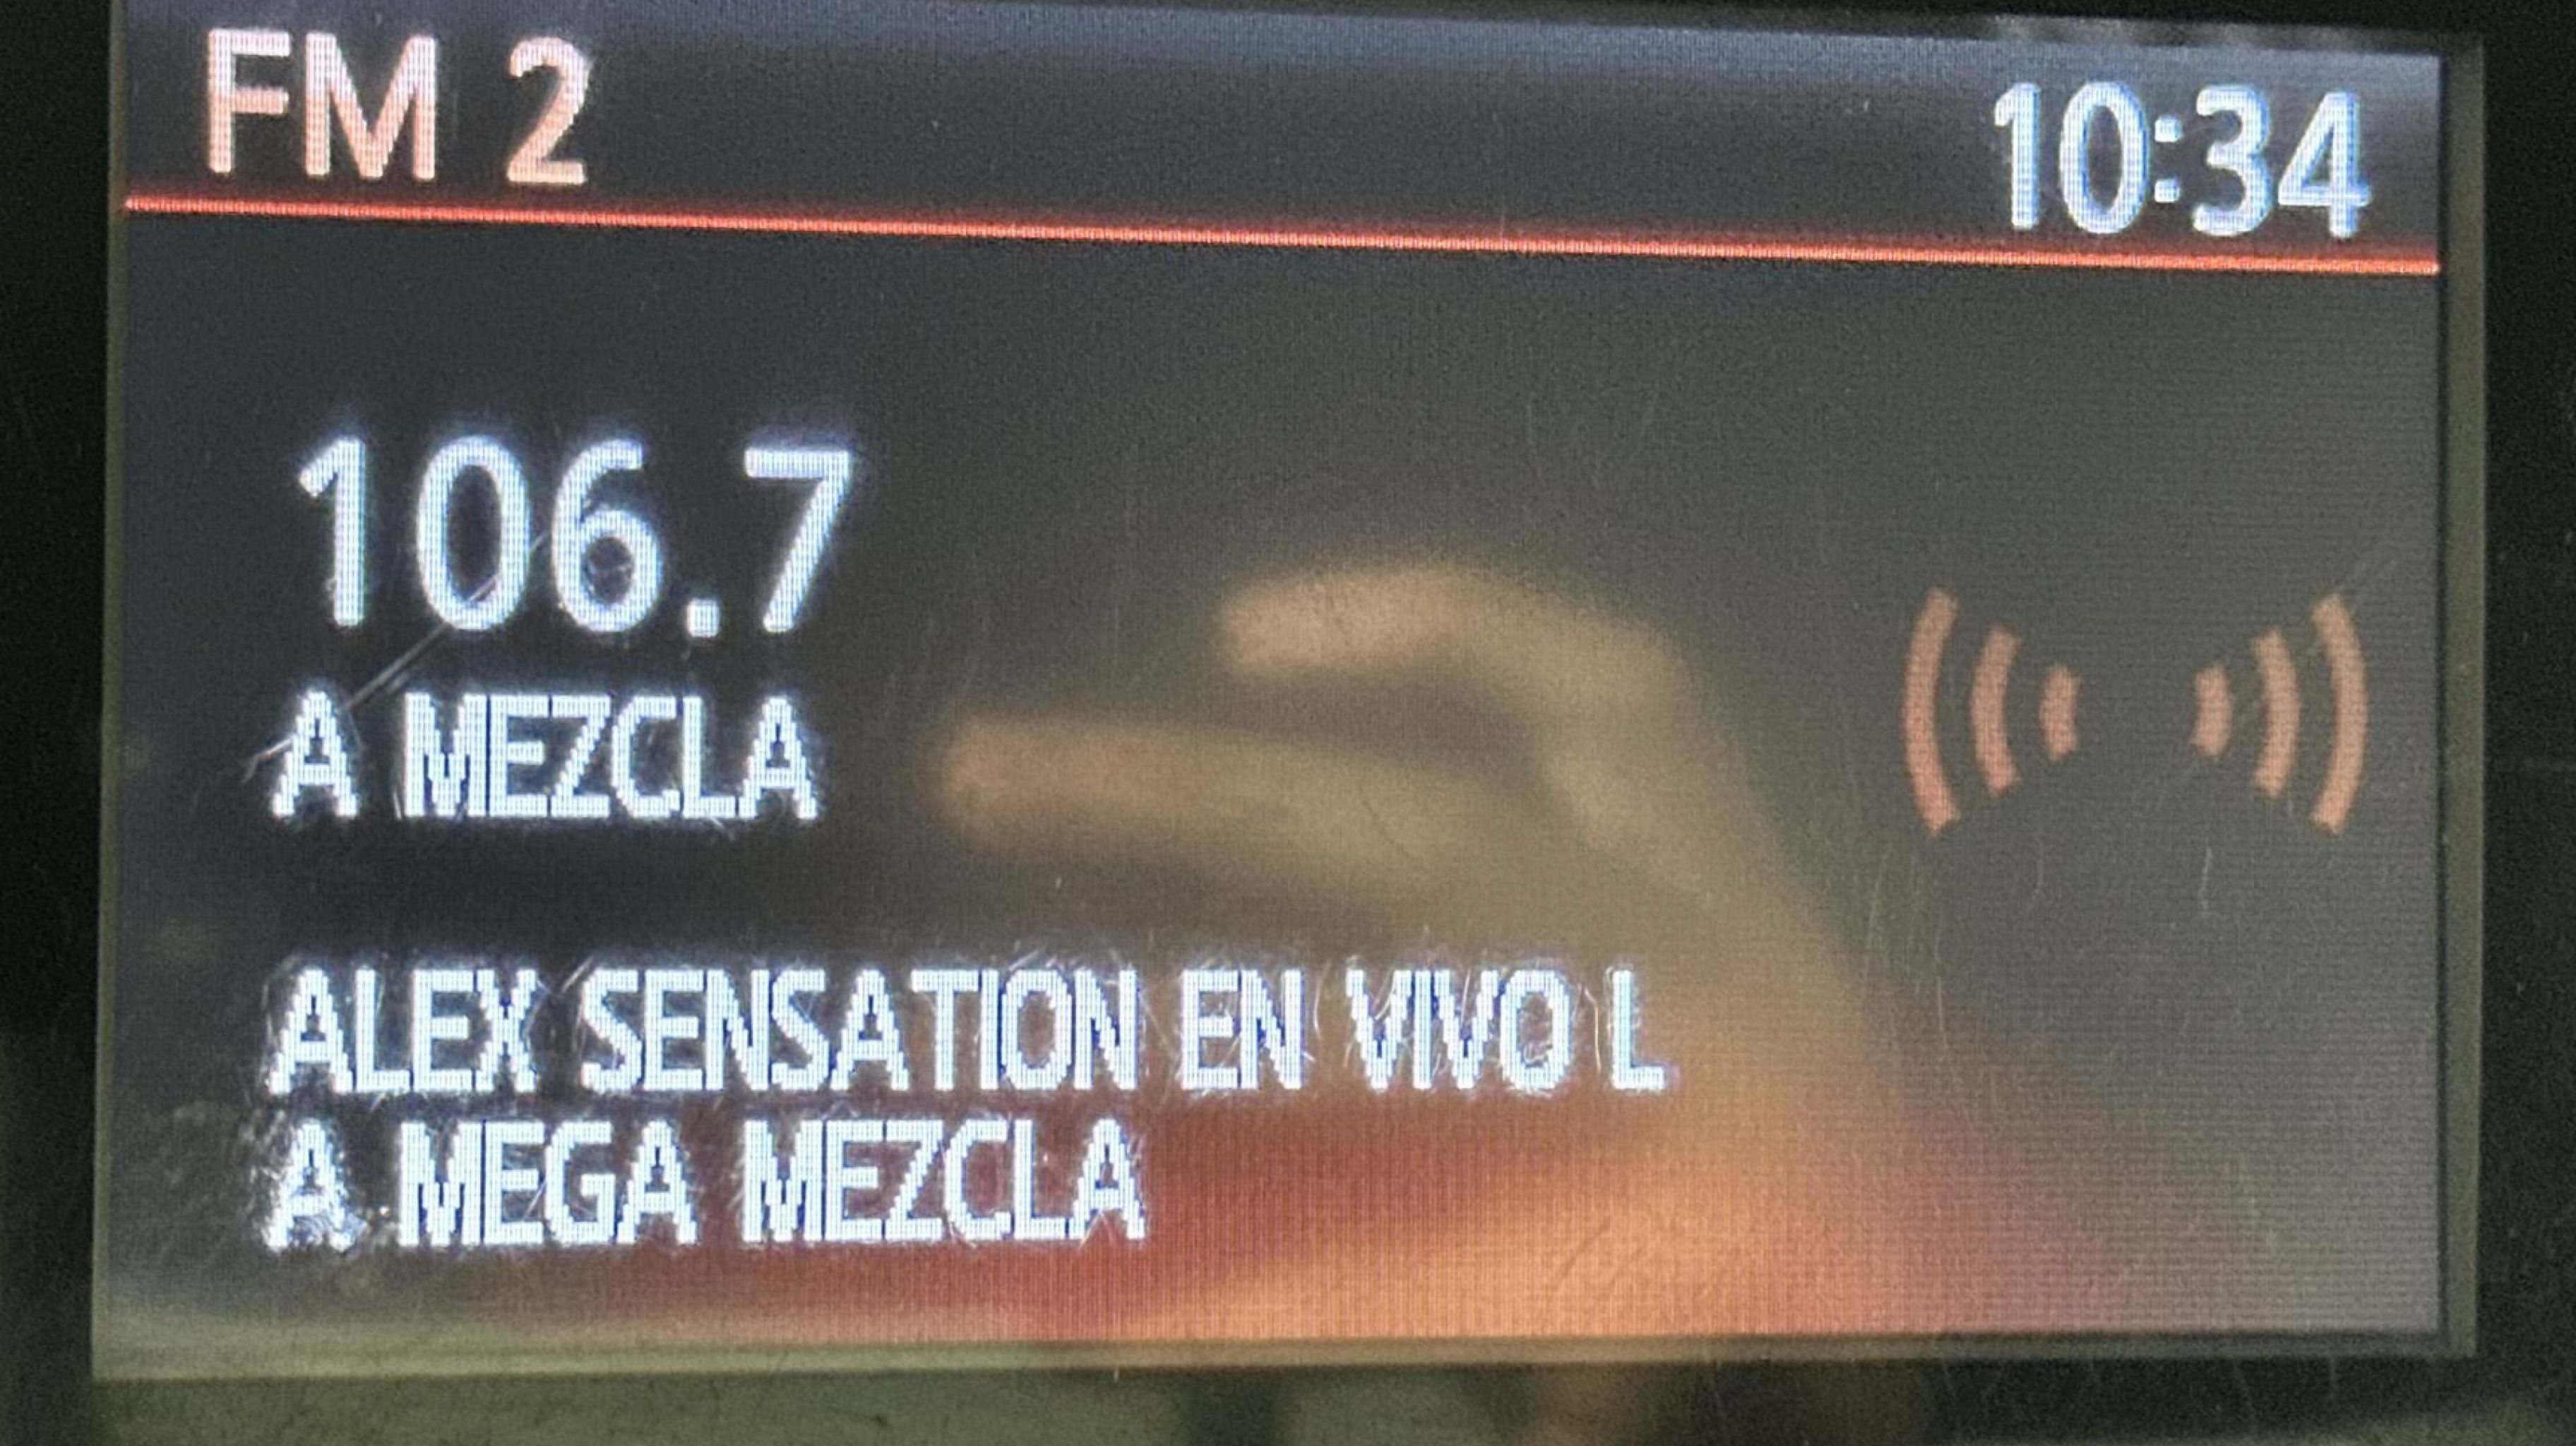 FM 2 10:34
106.7
A MEZCLA
ALEX SENSATION EN VIVO L
A MEGA MEZCLA